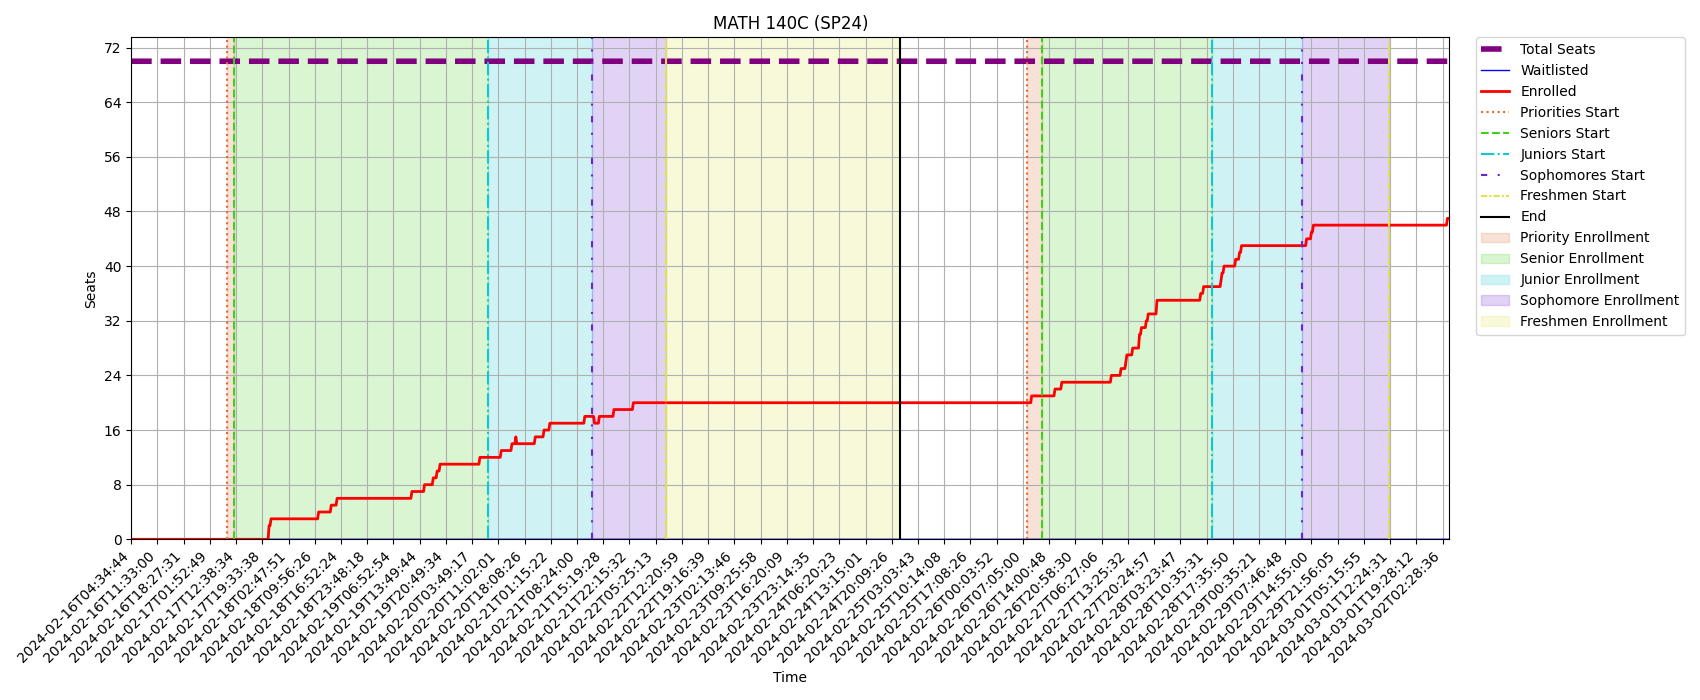 MATH 140C (SP24)
72
64
56
48
40
32
24
16
8
0
Seats
2024-02-16T04:34:44
2024-02-16T11:33:00
2024-02-16T18:27:31
2024-02-17T01:52:49
2024-02-17T12:38:34
2024-02-17T19:33:38
2024-02-18T02:47:51
2024-02-18T09:56:26
2024-02-18T16:52:24
2024-02-18T23:48:18
2024-02-19T06:52:54
2024-02-19T13:49:44
2024-02-19T20:49:34
2024-02-20T03:49:17
2024-02-20T11:02:01
2024-02-20T18:08:26
2024-02-21T01:15:22
2024-02-21T08:24:00
2024-02-21T15:19:28
2024-02-21T22:15:32
2024-02-22T05:25:13
2024-02-22T12:20:59
2024-02-22T19:16:39
2024-02-23T02:13:46
2024-02-23T09:25:58
2024-02-23T16:20:09
2024-02-23T23:14:35
2024-02-24T06:20:23
2024-02-24T13:15:01
2024-02-24T20:09:26
2024-02-25T03:03:45
2024-02-25T10:14:08
2024-02-25T17:08:26
2024-02-26T00:03:52
2024-02-26T07:05:00
2024-02-26T14:00:48
2024-02-26T20:58:30
2024-02-27T06:27:06
2024-02-27T13:25:32
2024-02-27T20:24:57
2024-02-28T03:23:47
2024-02-28T10:35:31
2024-02-28T17:35:50
2024-02-29T00:35:21
2024-02-29T07:46:48
2024-02-29T14:55:00
2024-02-29T21:56:05
2024-03-01T05:15:55
2024-03-01T12:24:31
2024-03-01T19:28:12
2024-03-02T02:28:36
Time
Total Seats
Waitlisted
Enrolled
Priorities Start
Seniors Start
Juniors Start
Sophomores Start
Freshmen Start
End
Priority Enrollment
Senior Enrollment
Junior Enrollment
Sophomore Enrollment
Freshmen Enrollment